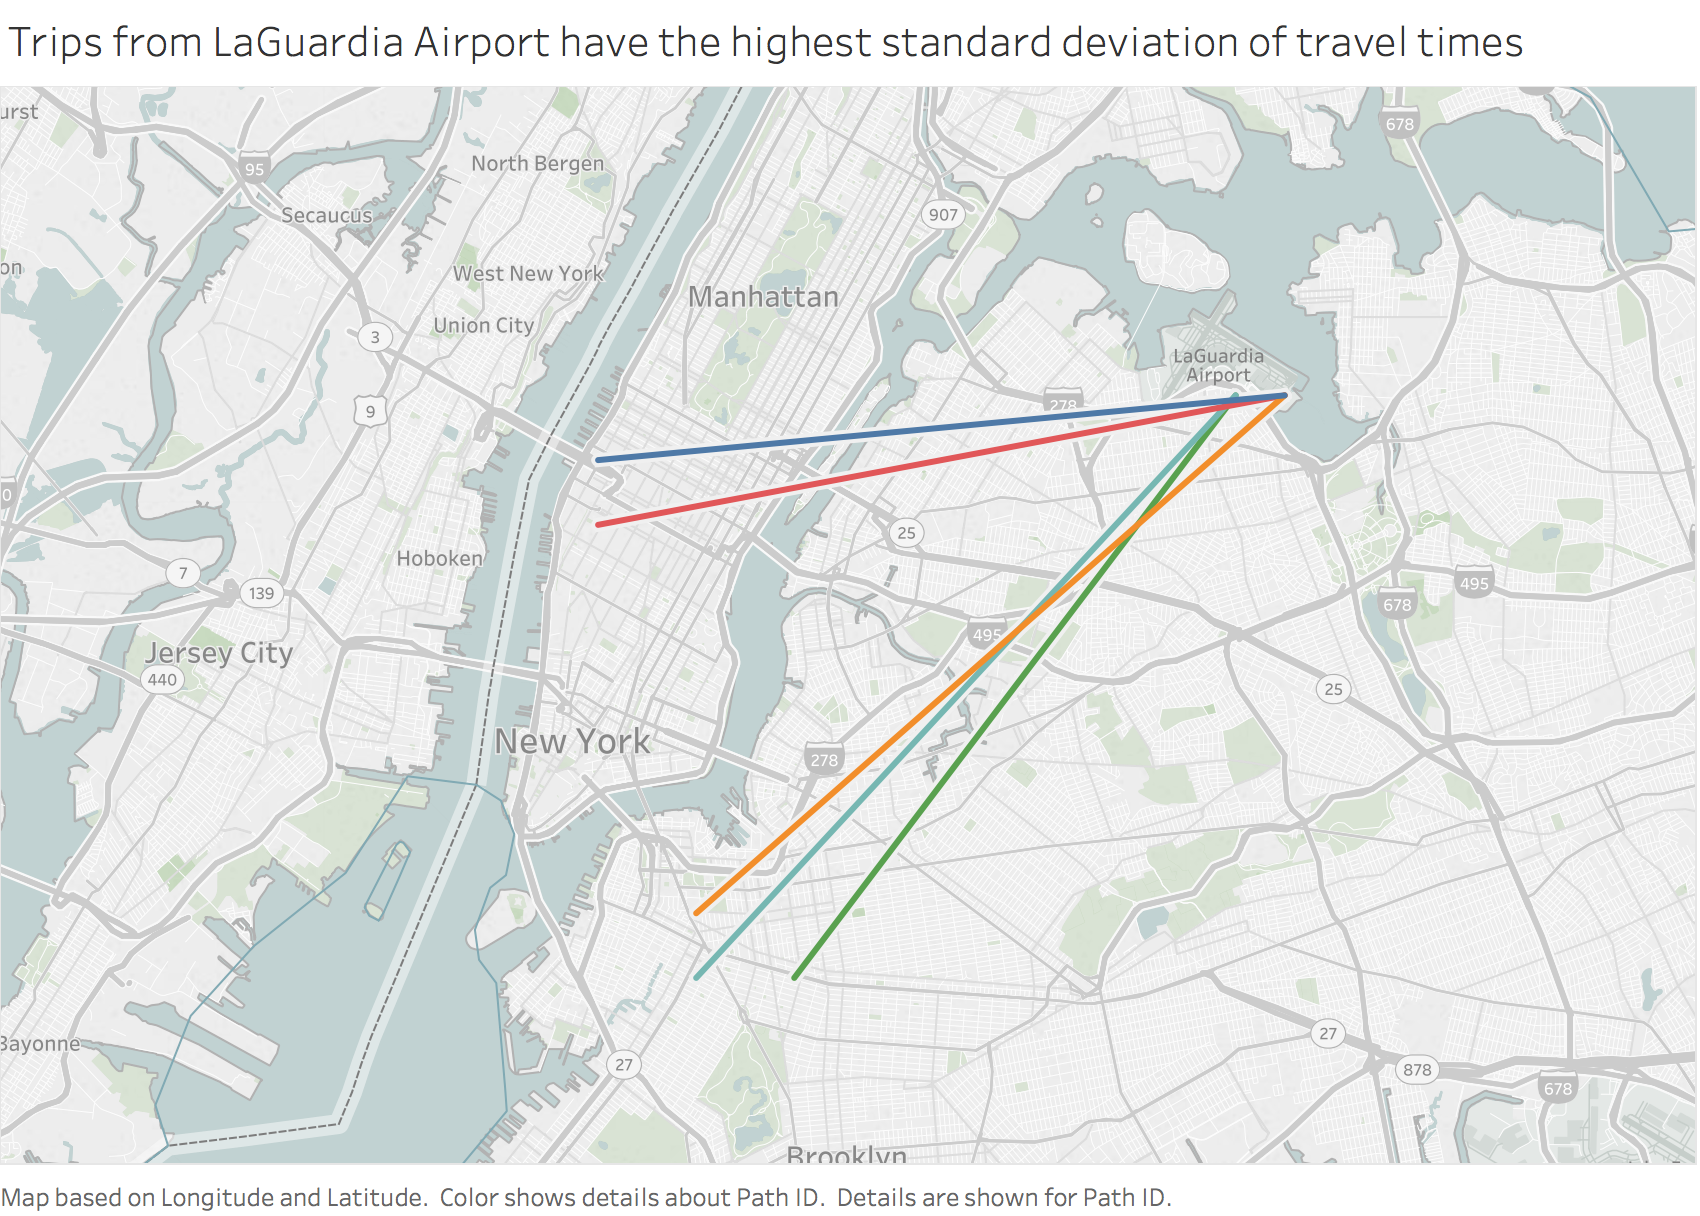 Trips from LaGuardia Airport have the highest standard deviation of travel times
urst
678
95
North Bergen
Secaucus
907
on
West New York
Manhattan
Union City
3
LaGuardia
Airport
9
278
0
25
Hoboken
7
139
495
678
495
Jersey City
440
25
New York
278
Bayonne
27
27
878
678
Brooklyn
Map based on Longitude and Latitude.  Color shows details about Path ID.  Details are shown for Path ID.